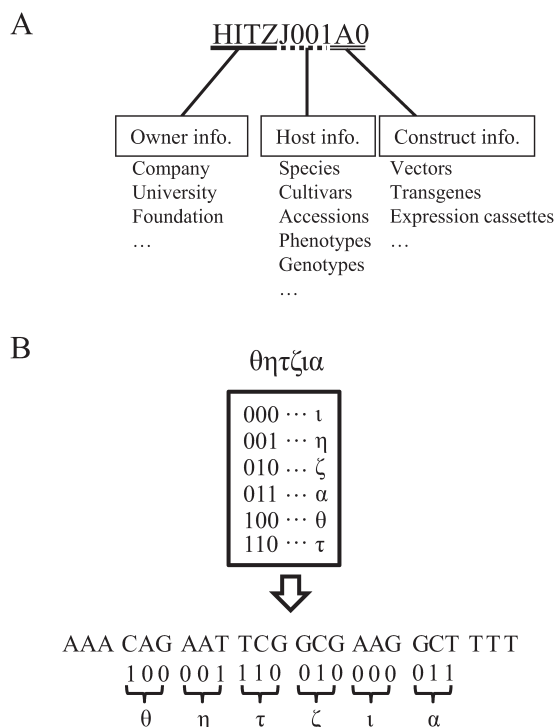 A
HITZJ001A0
Owner info.
Company
University
Foundation
…
Host info.
Species
Cultivars
Accessions
Phenotypes
Genotypes
…
Construct info.
Vectors
Transgenes
Expression cassettes
…
B
θητζια
000 ··· ι
001 ··· η
010 ··· ζ
011 ··· α
100 ··· θ
110 ··· τ
AAA CAG AAT TCG GCG AAG GCT TTT
100 001 110 010 000 011
θ η τ ζ ι α